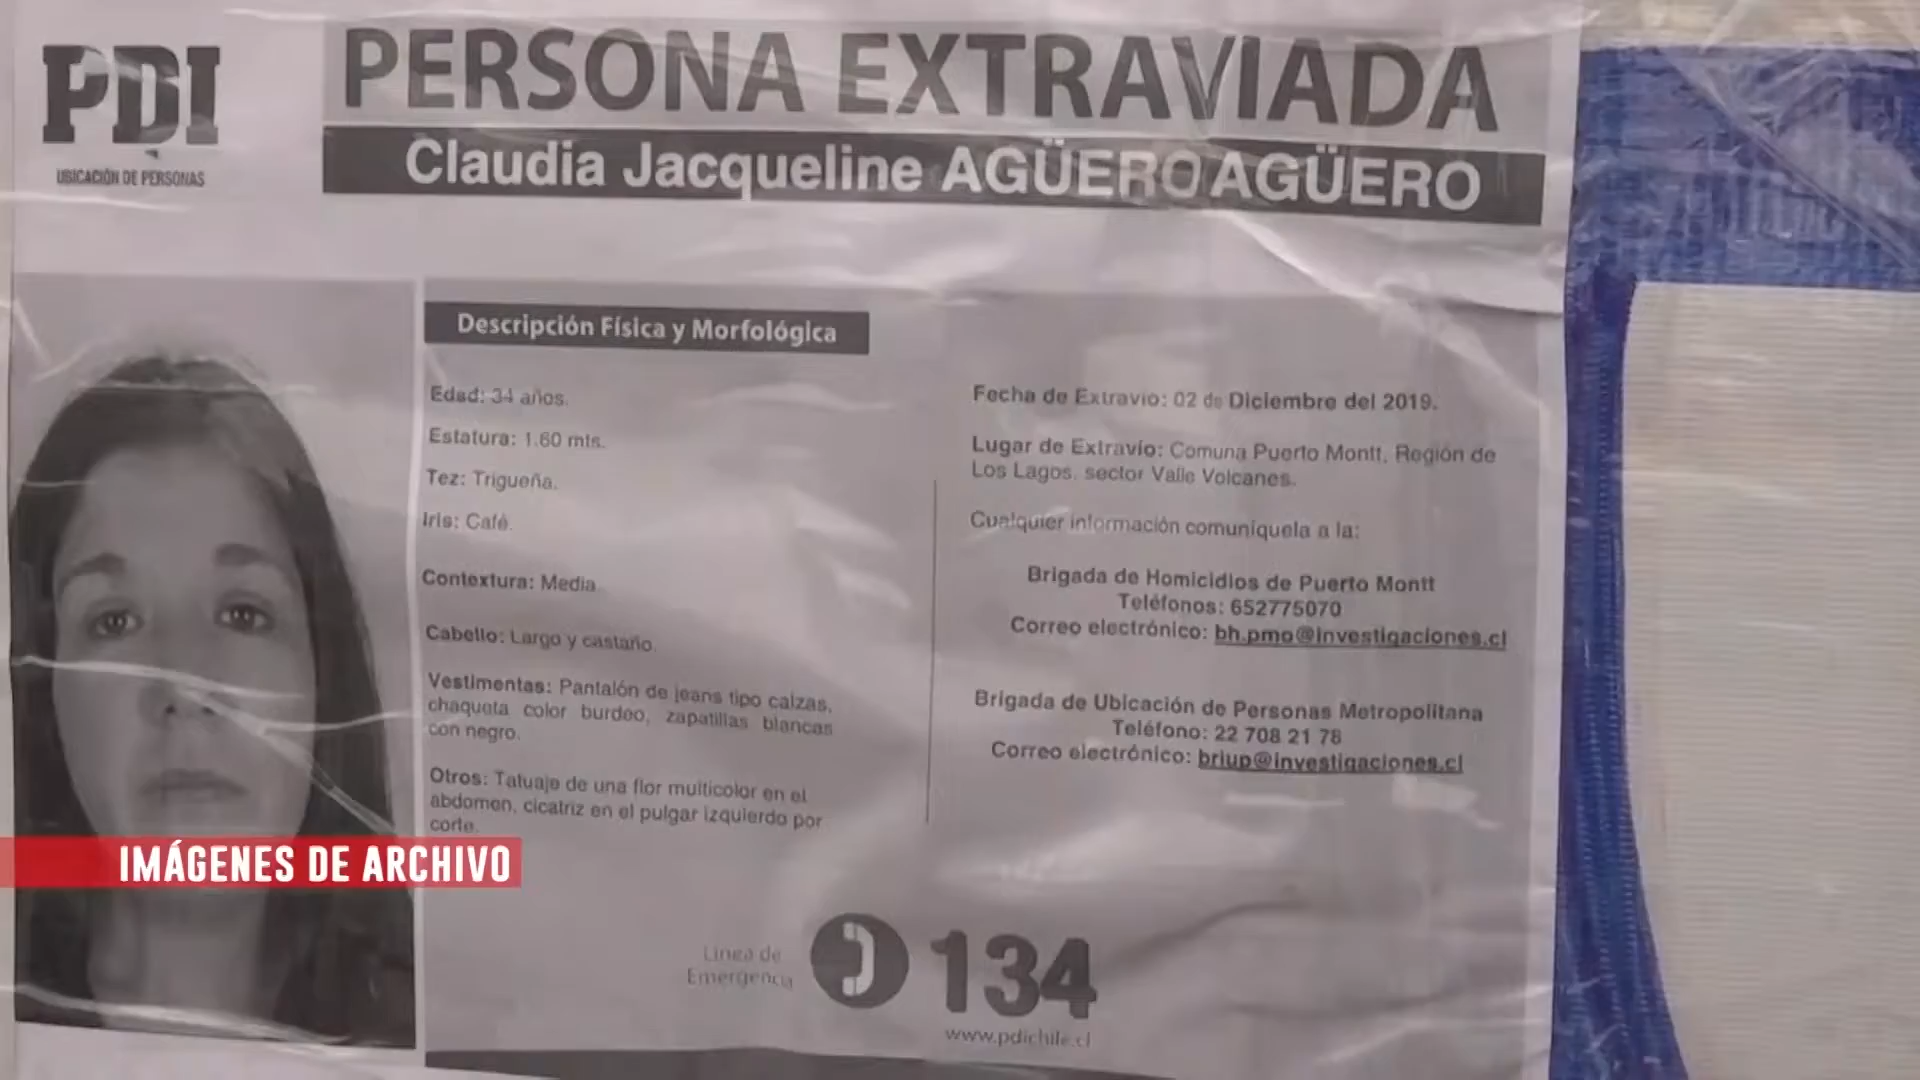 PDI
UBICACIÓN DE PERSONAS
PERSONA EXTRAVIADA
Claudia Jacqueline AGÜERO AGÜERO
Descripción Física y Morfológica
Edad: 34 años.
Estatura: 1.60 mts.
Tez: Trigueña.
Iris: Café.
Contextura: Media.
Cabello: Largo y castaño.
Vestimentas: Pantalón de jeans tipo calzas,
chaqueta color burdeo, zapatillas blancas
con negro.
Otros: Tatuaje de una flor multicolor en el
abdomen, cicatriz en el pulgar izquierdo por
corte.
Fecha de Extravío: 02 de Diciembre del 2019.
Lugar de Extravío: Comuna Puerto Montt, Región de
Los Lagos, sector Valle Volcanes.
Cualquier información comuníquela a la:
Brigada de Homicidios de Puerto Montt
Teléfonos: 652775070
Correo electrónico: bh.pmo@investigaciones.cl
Brigada de Ubicación de Personas Metropolitana
Teléfono: 22 708 21 78
Correo electrónico: briup@investigaciones.cl
IMÁGENES DE ARCHIVO
Línea de
Emergencia
134
www.pdichile.cl